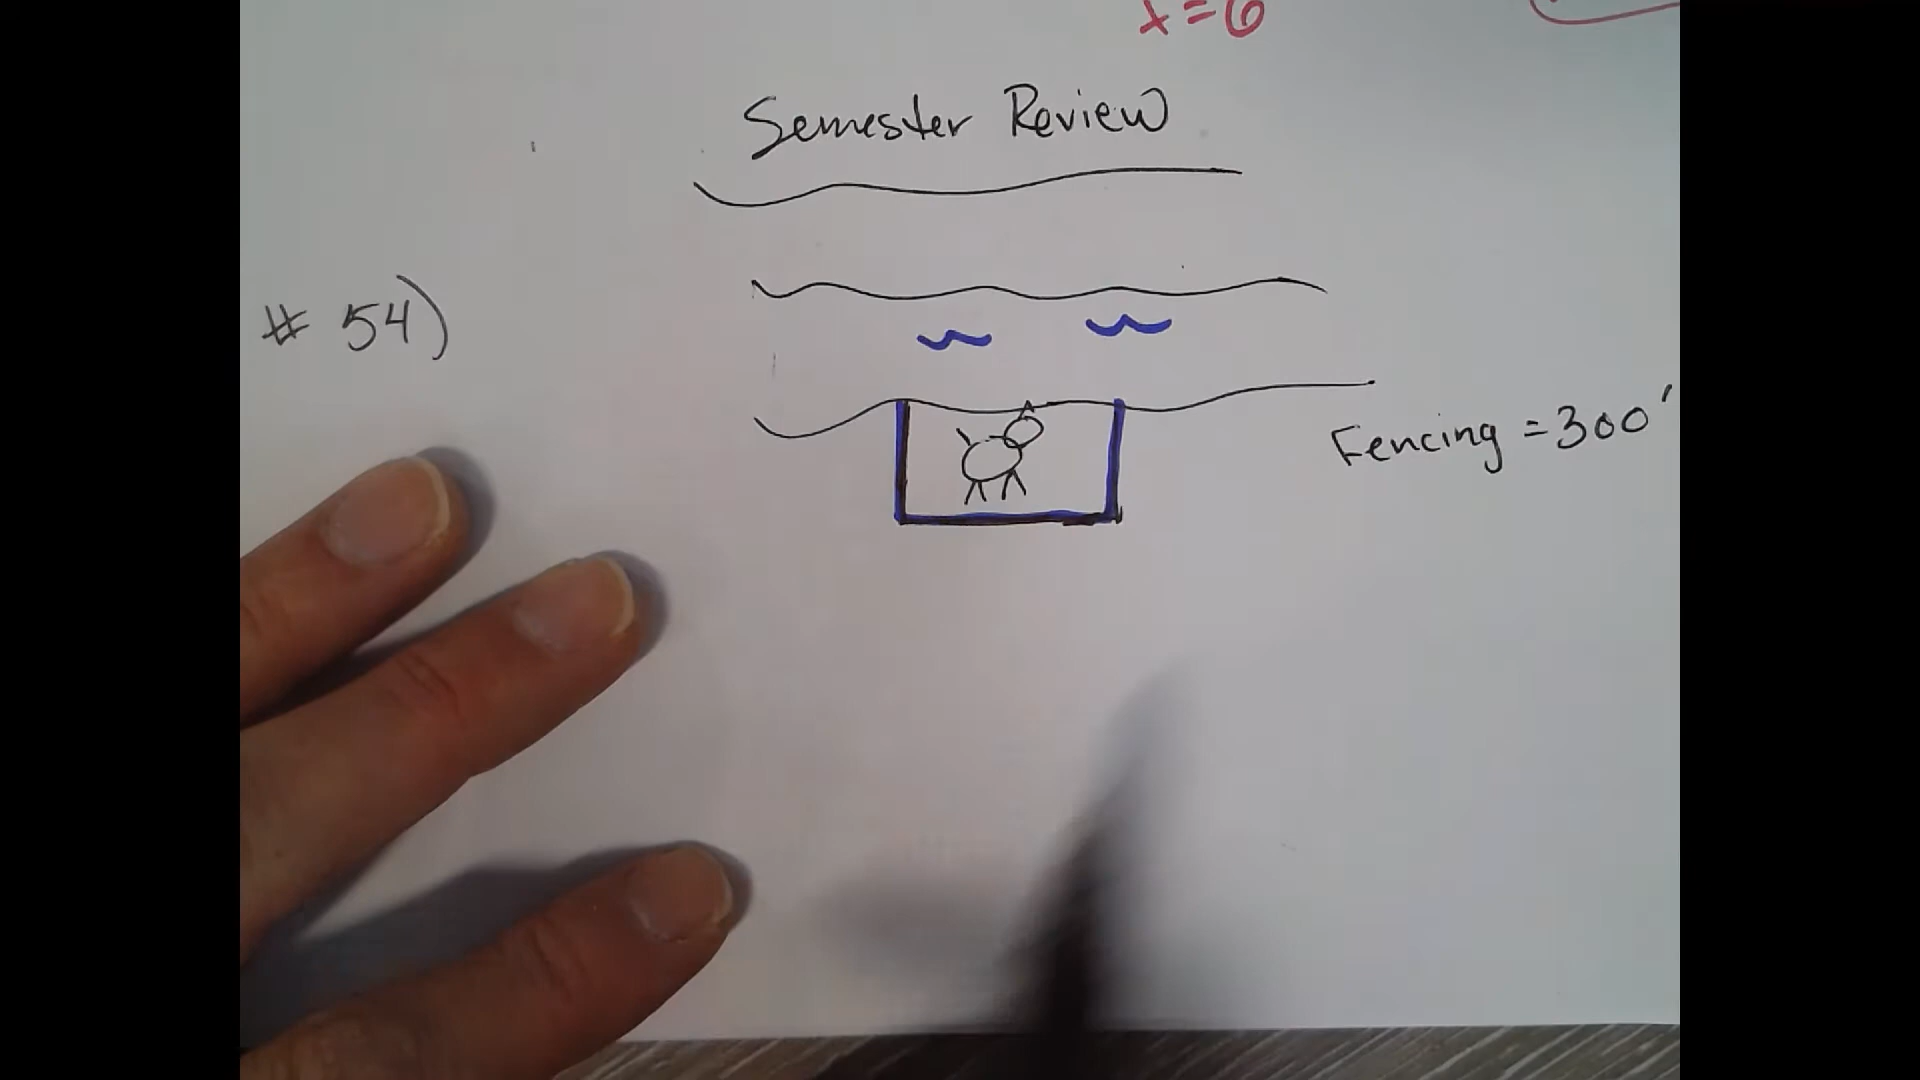 x=6
Semester Review
# 54)
Fencing = 300'